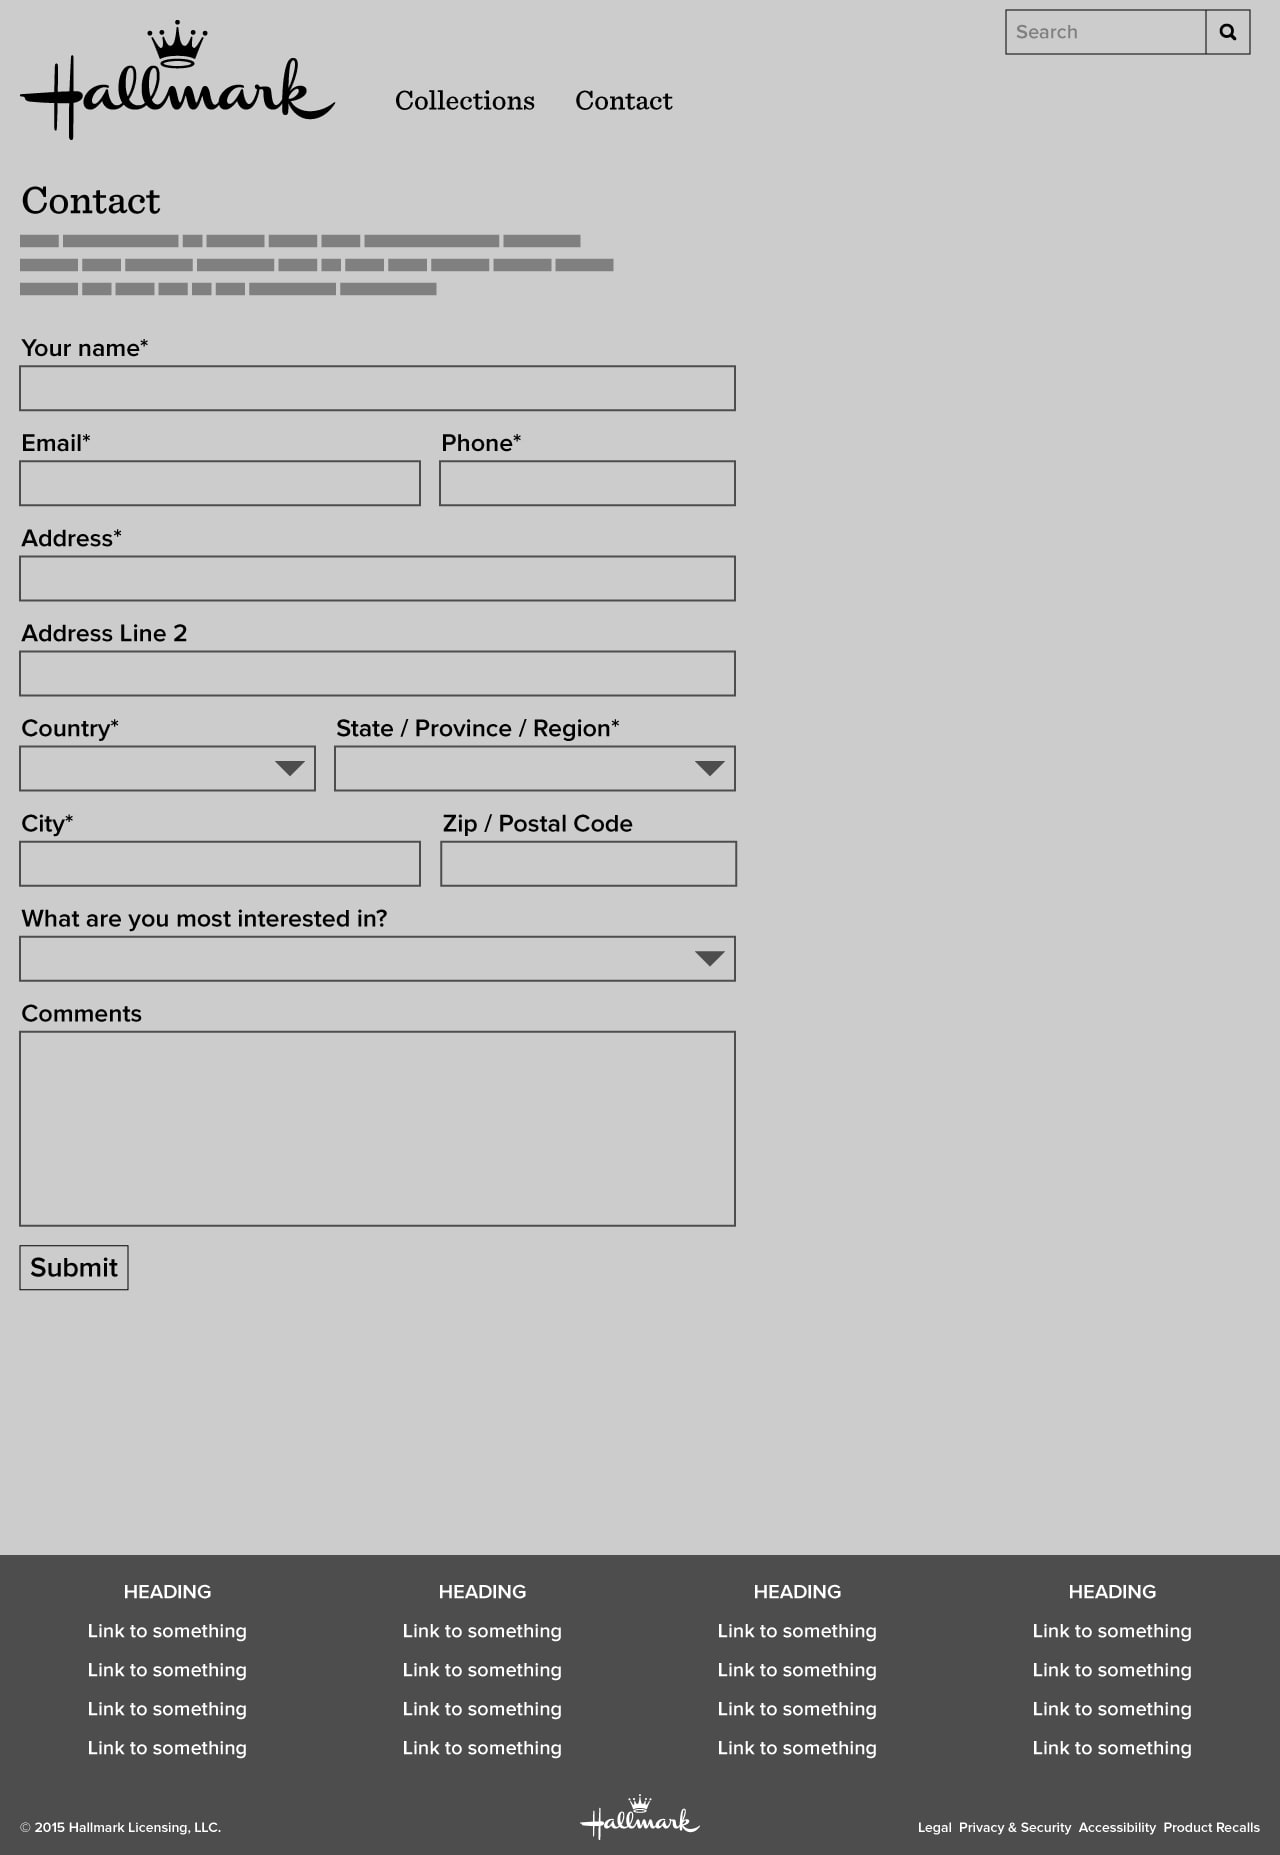 Search
Hallmark
Collections Contact
Contact
Your name*
Email* Phone*
Address*
Address Line 2
Country* State / Province / Region*
City* Zip / Postal Code
What are you most interested in?
Comments
Submit
HEADING HEADING HEADING HEADING
Link to something Link to something Link to something Link to something
Link to something Link to something Link to something Link to something
Link to something Link to something Link to something Link to something
Link to something Link to something Link to something Link to something
© 2015 Hallmark Licensing, LLC. Hallmark Legal Privacy & Security Accessibility Product Recalls